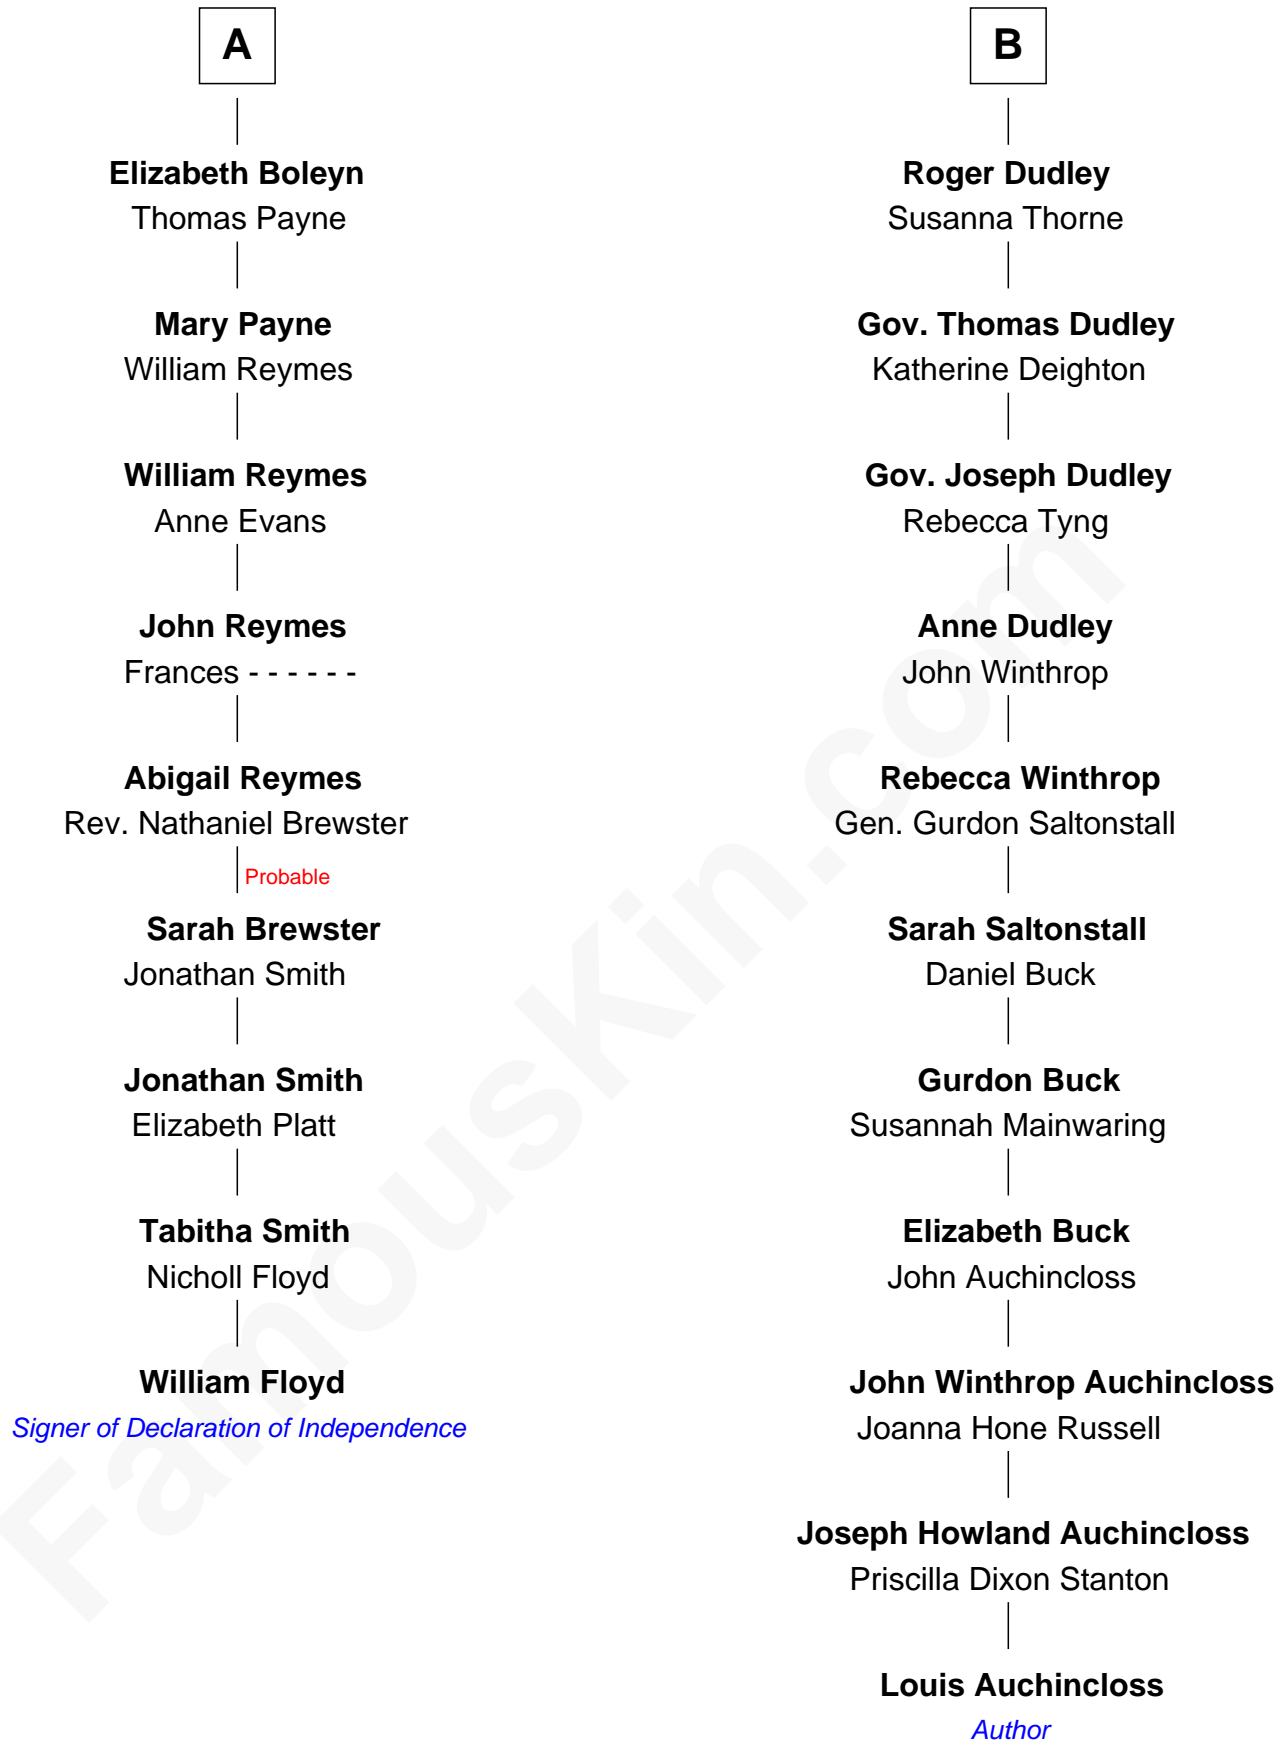 A
Elizabeth Boleyn
Thomas Payne
Mary Payne
William Reymes
William Reymes
Anne Evans
John Reymes
Frances - - - - - -
Abigail Reymes
Rev. Nathaniel Brewster
Probable
Sarah Brewster
Jonathan Smith
Jonathan Smith
Elizabeth Platt
Tabitha Smith
Nicholl Floyd
William Floyd
Signer of Declaration of Independence
B
Roger Dudley
Susanna Thorne
Gov. Thomas Dudley
Katherine Deighton
Gov. Joseph Dudley
Rebecca Tyng
Anne Dudley
John Winthrop
Rebecca Winthrop
Gen. Gurdon Saltonstall
Sarah Saltonstall
Daniel Buck
Gurdon Buck
Susannah Mainwaring
Elizabeth Buck
John Auchincloss
John Winthrop Auchincloss
Joanna Hone Russell
Joseph Howland Auchincloss
Priscilla Dixon Stanton
Louis Auchincloss
Author
FamousKin.com